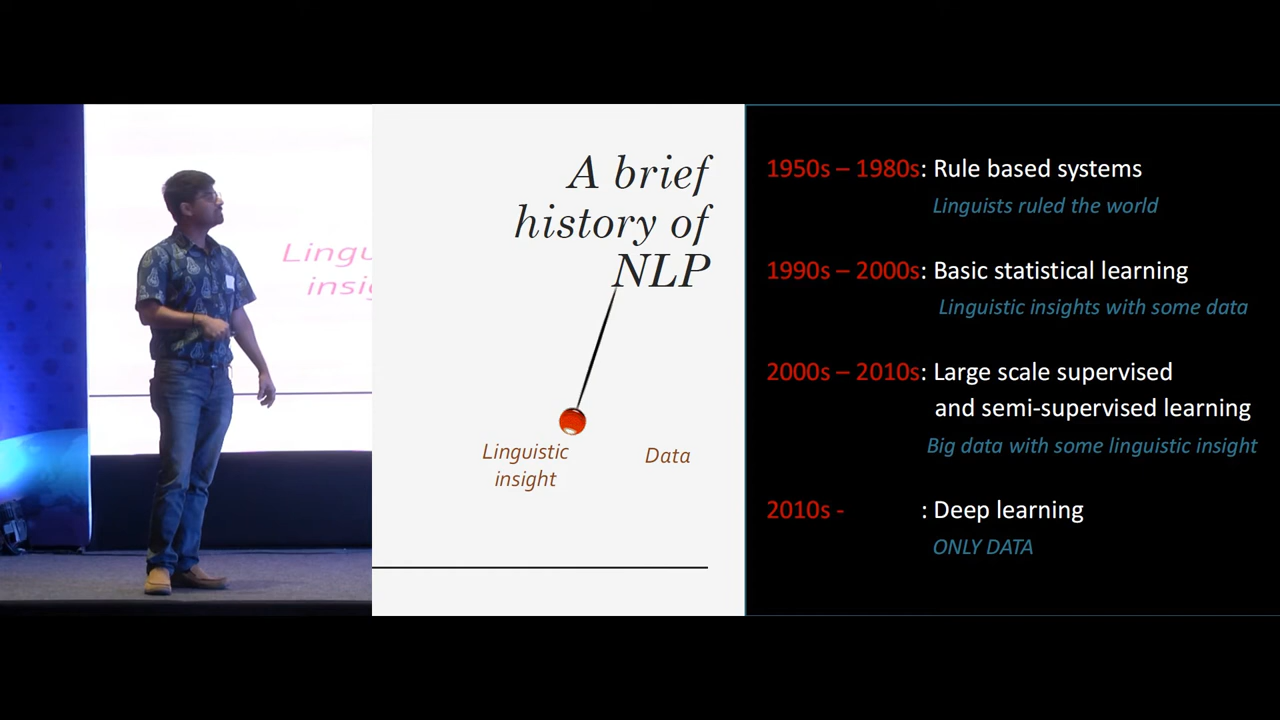 Lingu
insig
A brief
history of
NLP
Linguistic
insight
Data
1950s – 1980s: Rule based systems
Linguists ruled the world
1990s – 2000s: Basic statistical learning
Linguistic insights with some data
2000s – 2010s: Large scale supervised
and semi-supervised learning
Big data with some linguistic insight
2010s - : Deep learning
ONLY DATA